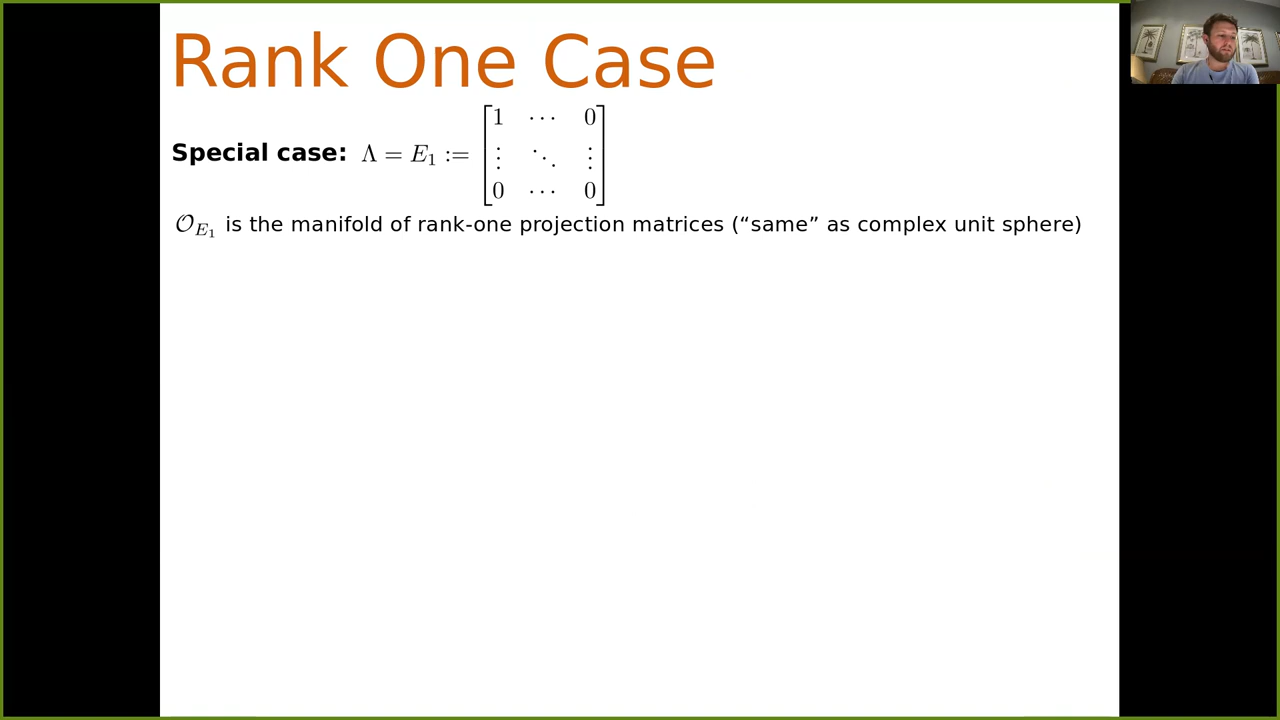 Rank One Case
Special case: Λ = E₁ := [1 ⋯ 0
⋮ ⋱ ⋮
0 ⋯ 0]
𝒪_{E₁} is the manifold of rank-one projection matrices (“same” as complex unit sphere)